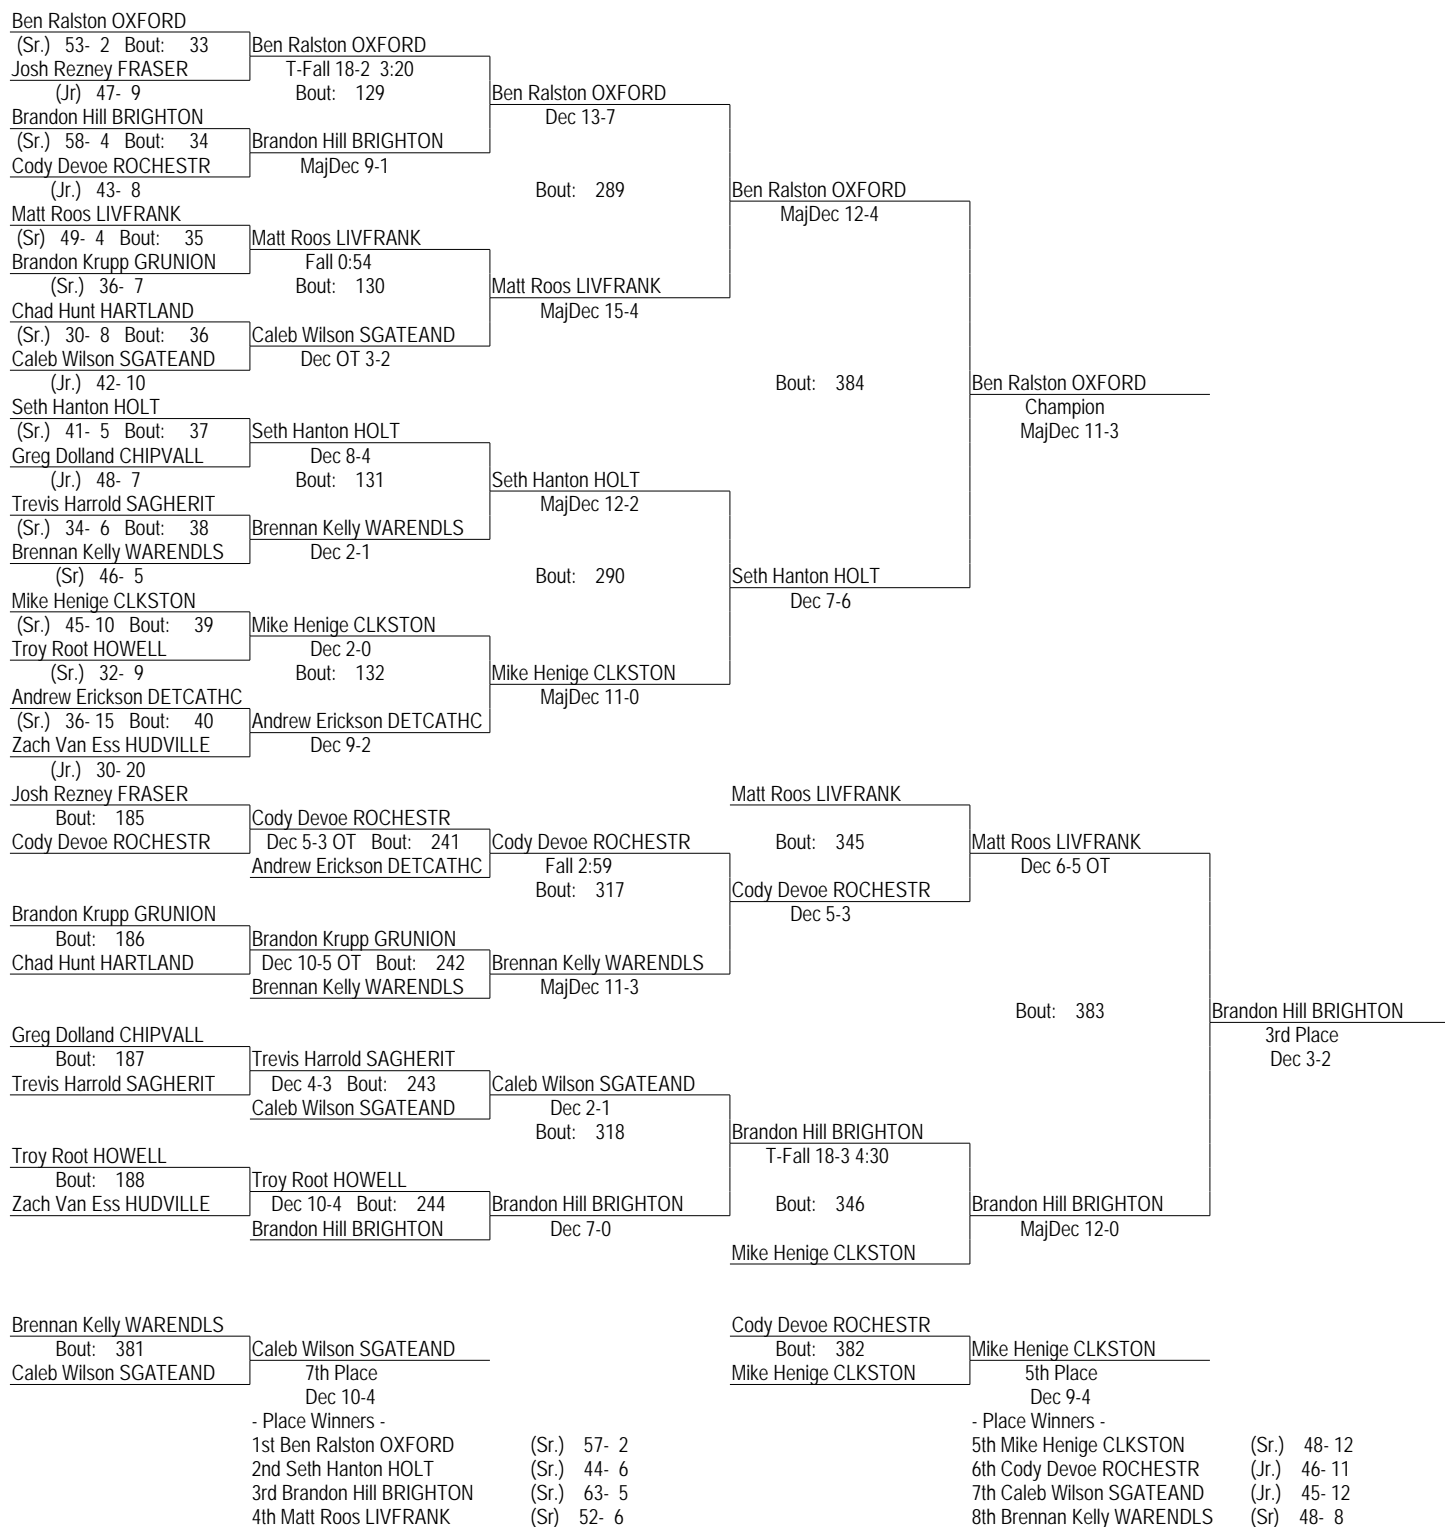 Ben Ralston OXFORD
(Sr.) 53- 2 Bout: 33 Ben Ralston OXFORD
Josh Rezney FRASER T-Fall 18-2 3:20
(Jr) 47- 9 Bout: 129 Ben Ralston OXFORD
Brandon Hill BRIGHTON Dec 13-7
(Sr.) 58- 4 Bout: 34 Brandon Hill BRIGHTON
Cody Devoe ROCHESTR MajDec 9-1
(Jr.) 43- 8 Bout: 289 Ben Ralston OXFORD
Matt Roos LIVFRANK MajDec 12-4
(Sr) 49- 4 Bout: 35 Matt Roos LIVFRANK
Brandon Krupp GRUNION Fall 0:54
(Sr.) 36- 7 Bout: 130 Matt Roos LIVFRANK
Chad Hunt HARTLAND MajDec 15-4
(Sr.) 30- 8 Bout: 36 Caleb Wilson SGATEAND
Caleb Wilson SGATEAND Dec OT 3-2
(Jr.) 42- 10 Bout: 384 Ben Ralston OXFORD
Seth Hanton HOLT Champion
(Sr.) 41- 5 Bout: 37 Seth Hanton HOLT MajDec 11-3
Greg Dolland CHIPVALL Dec 8-4
(Jr.) 48- 7 Bout: 131 Seth Hanton HOLT
Trevis Harrold SAGHERIT MajDec 12-2
(Sr.) 34- 6 Bout: 38 Brennan Kelly WARENDLS
Brennan Kelly WARENDLS Dec 2-1
(Sr) 46- 5 Bout: 290 Seth Hanton HOLT
Mike Henige CLKSTON Dec 7-6
(Sr.) 45- 10 Bout: 39 Mike Henige CLKSTON
Troy Root HOWELL Dec 2-0
(Sr.) 32- 9 Bout: 132 Mike Henige CLKSTON
Andrew Erickson DETCATHC MajDec 11-0
(Sr.) 36- 15 Bout: 40 Andrew Erickson DETCATHC
Zach Van Ess HUDVILLE Dec 9-2
(Jr.) 30- 20
Josh Rezney FRASER Matt Roos LIVFRANK
Bout: 185 Cody Devoe ROCHESTR
Cody Devoe ROCHESTR Dec 5-3 OT Bout: 241 Cody Devoe ROCHESTR Bout: 345 Matt Roos LIVFRANK
Andrew Erickson DETCATHC Fall 2:59 Dec 6-5 OT
Bout: 317 Cody Devoe ROCHESTR
Brandon Krupp GRUNION Dec 5-3
Bout: 186 Brandon Krupp GRUNION
Chad Hunt HARTLAND Dec 10-5 OT Bout: 242 Brennan Kelly WARENDLS
Brennan Kelly WARENDLS MajDec 11-3
Bout: 383 Brandon Hill BRIGHTON
Greg Dolland CHIPVALL 3rd Place
Bout: 187 Trevis Harrold SAGHERIT Dec 3-2
Trevis Harrold SAGHERIT Dec 4-3 Bout: 243 Caleb Wilson SGATEAND
Caleb Wilson SGATEAND Dec 2-1
Bout: 318 Brandon Hill BRIGHTON
Troy Root HOWELL T-Fall 18-3 4:30
Bout: 188 Troy Root HOWELL
Zach Van Ess HUDVILLE Dec 10-4 Bout: 244 Brandon Hill BRIGHTON Bout: 346 Brandon Hill BRIGHTON
Brandon Hill BRIGHTON Dec 7-0 MajDec 12-0
Mike Henige CLKSTON
Brennan Kelly WARENDLS Cody Devoe ROCHESTR
Bout: 381 Caleb Wilson SGATEAND Bout: 382 Mike Henige CLKSTON
Caleb Wilson SGATEAND 7th Place Mike Henige CLKSTON 5th Place
Dec 10-4 Dec 9-4
- Place Winners - - Place Winners -
1st Ben Ralston OXFORD (Sr.) 57- 2 5th Mike Henige CLKSTON (Sr.) 48- 12
2nd Seth Hanton HOLT (Sr.) 44- 6 6th Cody Devoe ROCHESTR (Jr.) 46- 11
3rd Brandon Hill BRIGHTON (Sr.) 63- 5 7th Caleb Wilson SGATEAND (Jr.) 45- 12
4th Matt Roos LIVFRANK (Sr) 52- 6 8th Brennan Kelly WARENDLS (Sr) 48- 8